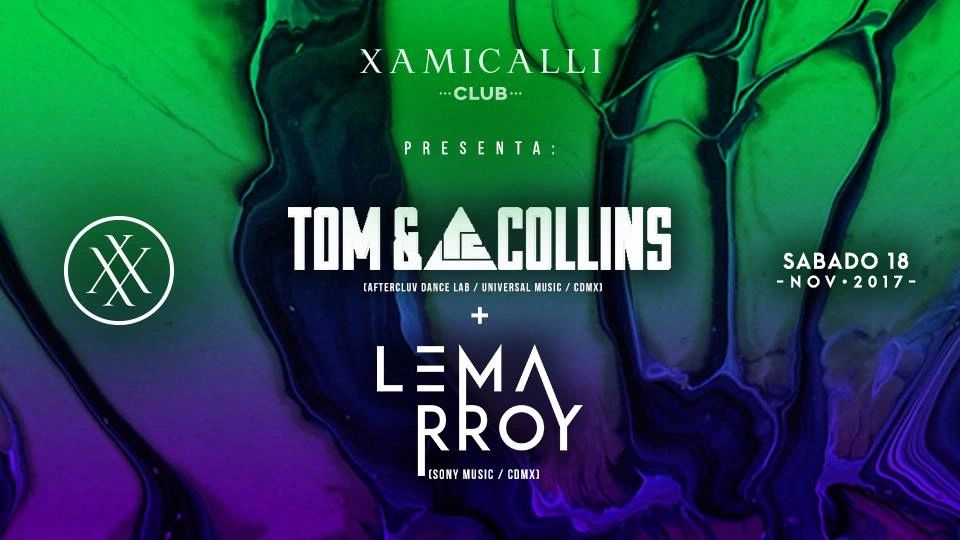 XAMICALLI
···CLUB···
PRESENTA:
TOM & COLLINS
(AFTERCLUV DANCE LAB / UNIVERSAL MUSIC / CDMX)
+
LEMA
RROY
(SONY MUSIC / CDMX)
XXX
SABADO 18
-NOV•2017-